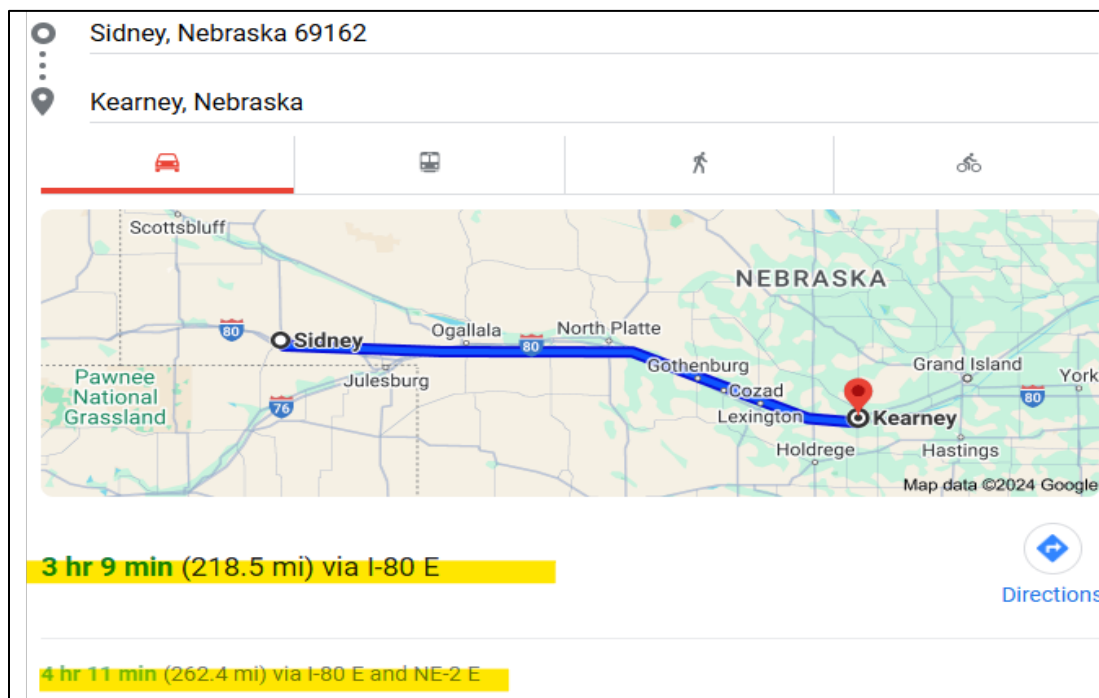 Sidney, Nebraska 69162
Kearney, Nebraska
Scottsbluff
NEBRASKA
80
Sidney
Ogallala
80
North Platte
Julesburg
Gothenburg
Grand Island
York
Pawnee
National
Grassland
76
Cozad
80
Lexington
Kearney
Holdrege
Hastings
Map data ©2024 Google
3 hr 9 min (218.5 mi) via I-80 E
Directions
4 hr 11 min (262.4 mi) via I-80 E and NE-2 E